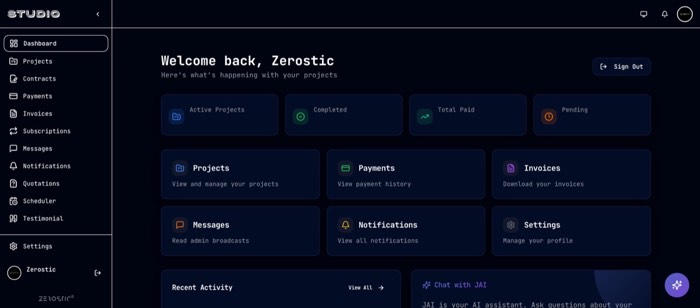 STUDIO
Dashboard
Projects
Contracts
Payments
Invoices
Subscriptions
Messages
Notifications
Quotations
Scheduler
Testimonial
Settings
Zerostic
ZEROSTIC
Welcome back, Zerostic
Here's what's happening with your projects
Sign Out
Active Projects
Completed
Total Paid
Pending
Projects
View and manage your projects
Payments
View payment history
Invoices
Download your invoices
Messages
Read admin broadcasts
Notifications
View all notifications
Settings
Manage your profile
Recent Activity
View All
Chat with JAI
JAI is your AI assistant. Ask questions about your